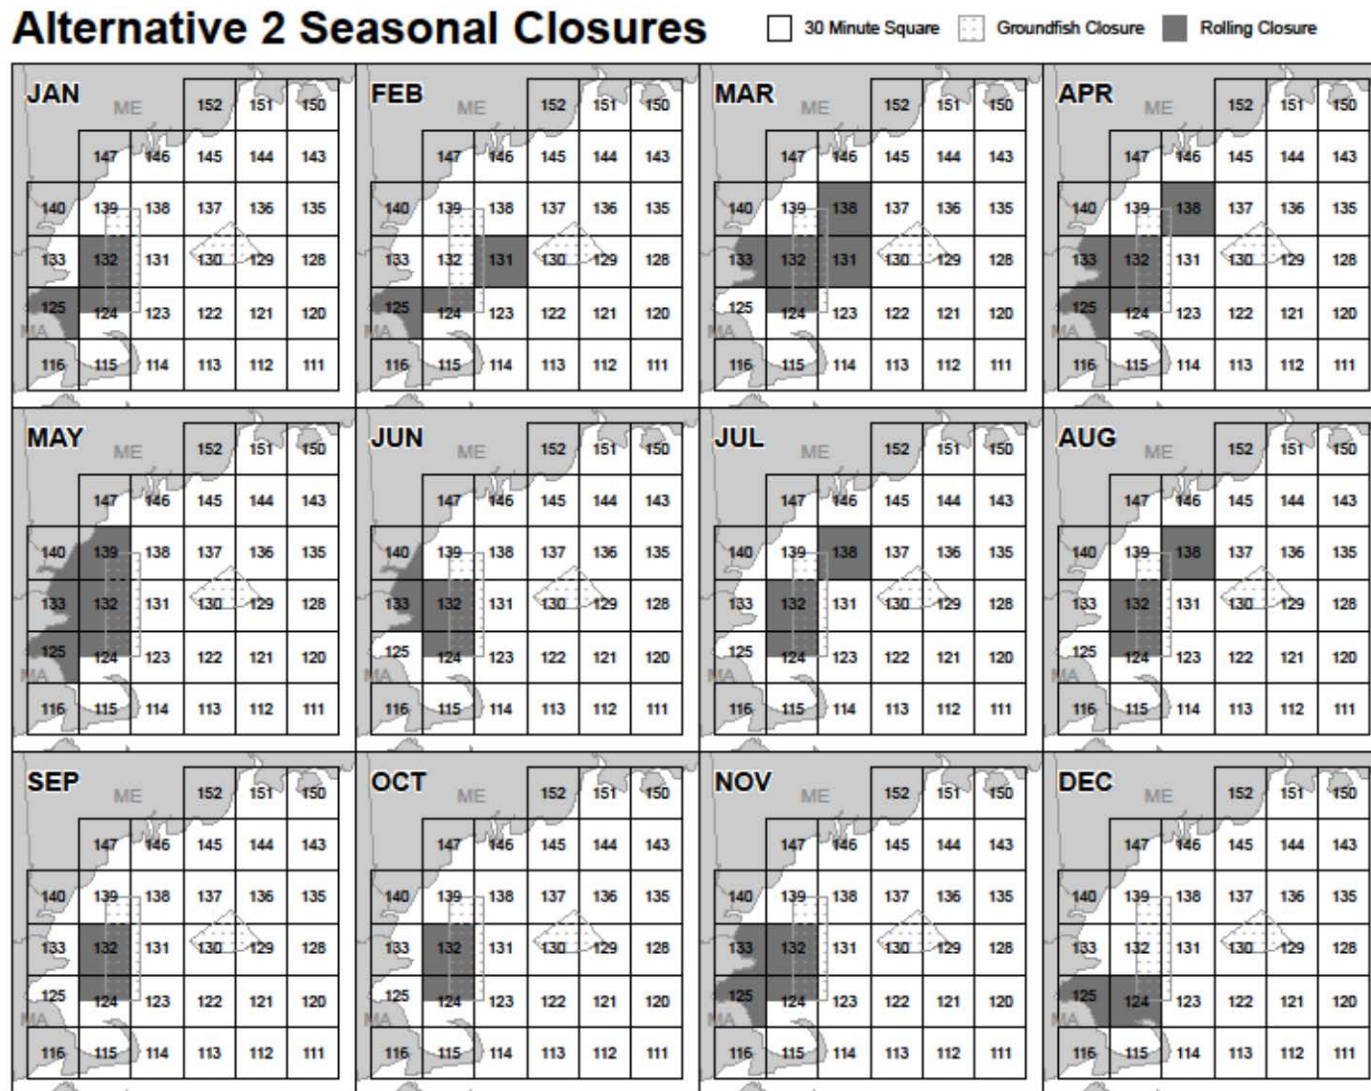 Alternative 2 Seasonal Closures 30 Minute Square Groundfish Closure Rolling Closure
JAN FEB MAR APR
ME 152 151 150 ME 152 151 150 ME 152 151 150 ME 152 151 150
147 146 145 144 143 147 146 145 144 143 147 146 145 144 143 147 146 145 144 143
140 139 138 137 136 135 140 139 138 137 136 135 140 139 138 137 136 135 140 139 138 137 136 135
133 132 131 130 129 128 133 132 131 130 129 128 133 132 131 130 129 128 133 132 131 130 129 128
125 124 123 122 121 120 125 124 123 122 121 120 125 124 123 122 121 120 125 124 123 122 121 120
MA MA MA MA
116 115 114 113 112 111 116 115 114 113 112 111 116 115 114 113 112 111 116 115 114 113 112 111
MAY JUN JUL AUG
ME 152 151 150 ME 152 151 150 ME 152 151 150 ME 152 151 150
147 146 145 144 143 147 146 145 144 143 147 146 145 144 143 147 146 145 144 143
140 139 138 137 136 135 140 139 138 137 136 135 140 139 138 137 136 135 140 139 138 137 136 135
133 132 131 130 129 128 133 132 131 130 129 128 133 132 131 130 129 128 133 132 131 130 129 128
125 124 123 122 121 120 125 124 123 122 121 120 125 124 123 122 121 120 125 124 123 122 121 120
MA MA MA MA
116 115 114 113 112 111 116 115 114 113 112 111 116 115 114 113 112 111 116 115 114 113 112 111
SEP OCT NOV DEC
ME 152 151 150 ME 152 151 150 ME 152 151 150 ME 152 151 150
147 146 145 144 143 147 146 145 144 143 147 146 145 144 143 147 146 145 144 143
140 139 138 137 136 135 140 139 138 137 136 135 140 139 138 137 136 135 140 139 138 137 136 135
133 132 131 130 129 128 133 132 131 130 129 128 133 132 131 130 129 128 133 132 131 130 129 128
125 124 123 122 121 120 125 124 123 122 121 120 125 124 123 122 121 120 125 124 123 122 121 120
MA MA MA MA
116 115 114 113 112 111 116 115 114 113 112 111 116 115 114 113 112 111 116 115 114 113 112 111